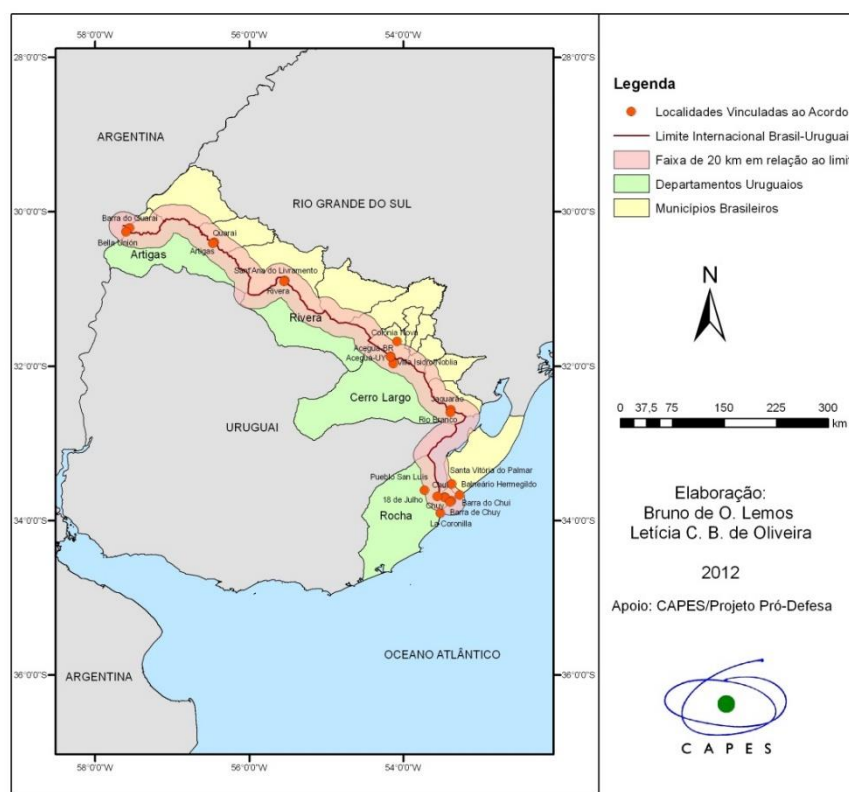 58°0'0"W
56°0'0"W
54°0'0"W
28°0'0"S
28°0'0"S
ARGENTINA
RIO GRANDE DO SUL
30°0'0"S
30°0'0"S
Barra do Quaraí
Bella Unión
Artigas
Quaraí
Artigas
Sant'Ana do Livramento
Rivera
Rivera
Colônia Nova
Aceguá-BR
Aceguá-UY
Villa Isidro Noblia
32°0'0"S
32°0'0"S
Cerro Largo
Jaguarão
Rio Branco
URUGUAI
Santa Vitória do Palmar
Pueblo San Luis
Chuí
Balneário Hermegildo
18 de Julho
Chuy
Barra do Chuí
Barra de Chuy
La Coronilla
Rocha
34°0'0"S
34°0'0"S
OCEANO ATLÂNTICO
36°0'0"S
36°0'0"S
ARGENTINA
58°0'0"W
56°0'0"W
54°0'0"W
Legenda
Localidades Vinculadas ao Acordo
Limite Internacional Brasil-Uruguai
Faixa de 20 km em relação ao limit
Departamentos Uruguaios
Municípios Brasileiros
N
0 37,5 75 150 225 300
km
Elaboração:
Bruno de O. Lemos
Letícia C. B. de Oliveira
2012
Apoio: CAPES/Projeto Pró-Defesa
CAPES